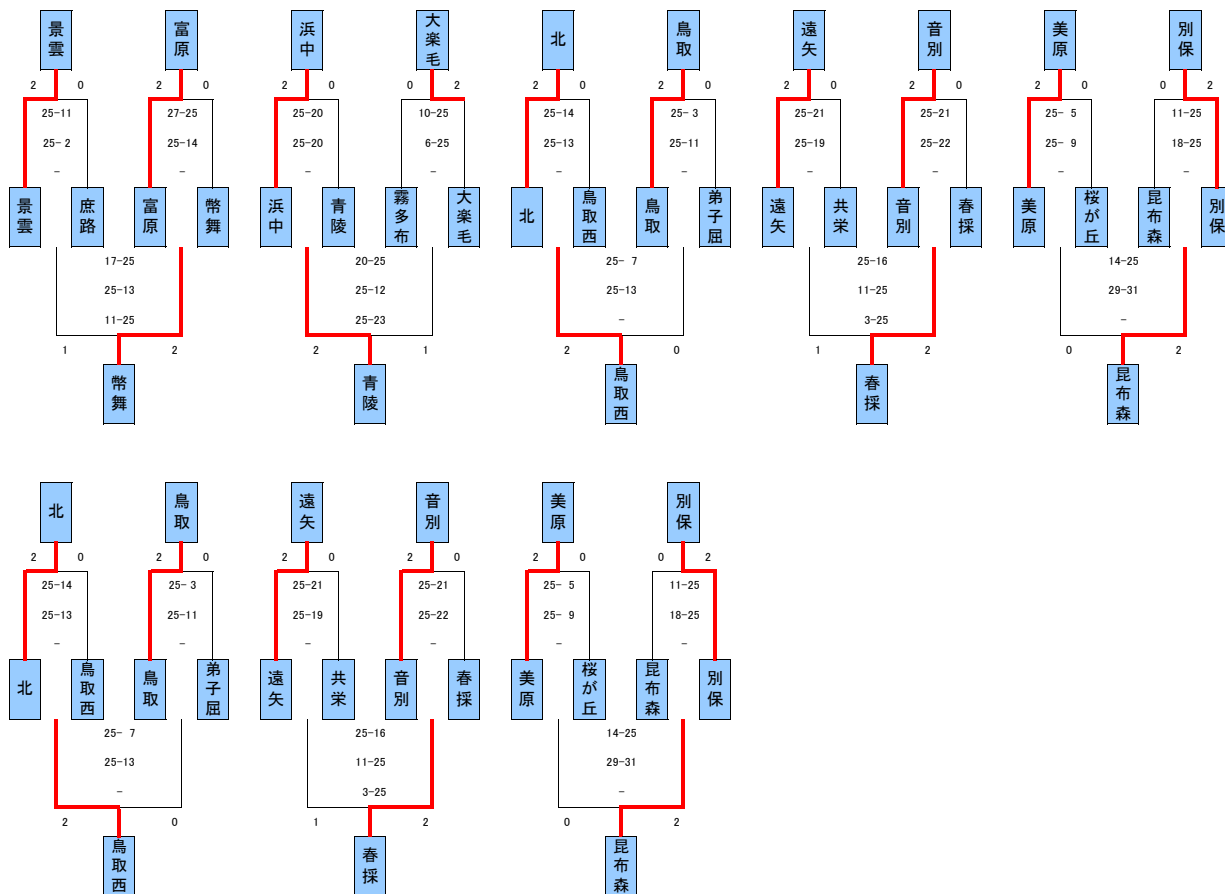 景雲 富原 浜中 大楽毛 北 鳥取 遠矢 音別 美原 別保
2 0 2 0 2 0 0 2 2 0 2 0 2 0 2 0 2 0 0 2
25-11 27-25 25-20 10-25 25-14 25- 3 25-21 25-21 25- 5 11-25
25- 2 25-14 25-20 6-25 25-13 25-11 25-19 25-22 25- 9 18-25
- - - - - - - - - -
景雲 庶路 富原 幣舞 浜中 青陵 霧多布 大楽毛 北 鳥取西 鳥取 弟子屈 遠矢 共栄 音別 春採 美原 桜が丘 昆布森 別保
17-25 20-25 25- 7 25-16 14-25
25-13 25-12 25-13 11-25 29-31
11-25 25-23 - 3-25 -
1 2 2 1 2 0 1 2 0 2
幣舞 青陵 鳥取西 春採 昆布森
北 鳥取 遠矢 音別 美原 別保
2 0 2 0 2 0 2 0 2 0 0 2
25-14 25- 3 25-21 25-21 25- 5 11-25
25-13 25-11 25-19 25-22 25- 9 18-25
- - - - - -
北 鳥取西 鳥取 弟子屈 遠矢 共栄 音別 春採 美原 桜が丘 昆布森 別保
25- 7 25-16 14-25
25-13 11-25 29-31
- 3-25 -
2 0 1 2 0 2
鳥取西 春採 昆布森